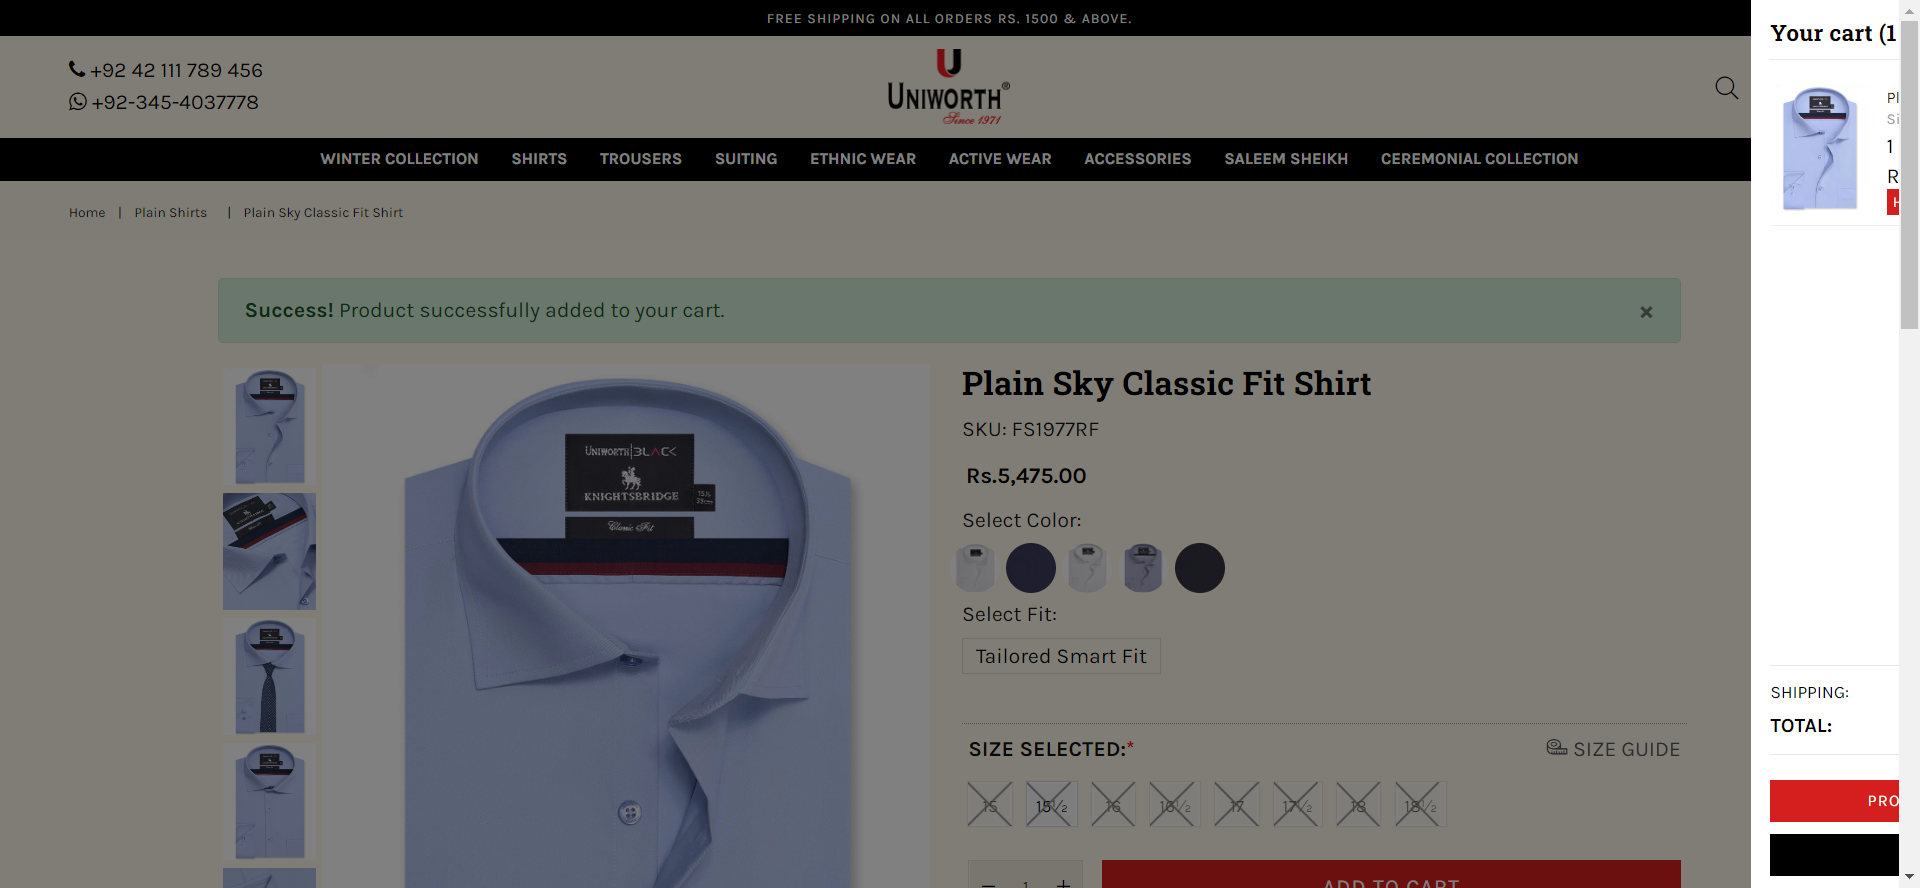 FREE SHIPPING ON ALL ORDERS RS. 1500 & ABOVE.
+92 42 111 789 456
+92-345-4037778
UNIWORTH®
Since 1971
WINTER COLLECTION SHIRTS TROUSERS SUITING ETHNIC WEAR ACTIVE WEAR ACCESSORIES SALEEM SHEIKH CEREMONIAL COLLECTION
Home | Plain Shirts | Plain Sky Classic Fit Shirt
Success! Product successfully added to your cart.
×
UNIWORTH|BLACK
KNIGHTSBRIDGE
15½
Classic Fit
Plain Sky Classic Fit Shirt
SKU: FS1977RF
Rs.5,475.00
Select Color:
Select Fit:
Tailored Smart Fit
SIZE SELECTED:*
SIZE GUIDE
15 15½ 16 16½ 17 17½ 18 18½
− 1 +
ADD TO CART
Your cart (1
Pl
Si
1
R
H
SHIPPING:
TOTAL:
PRO